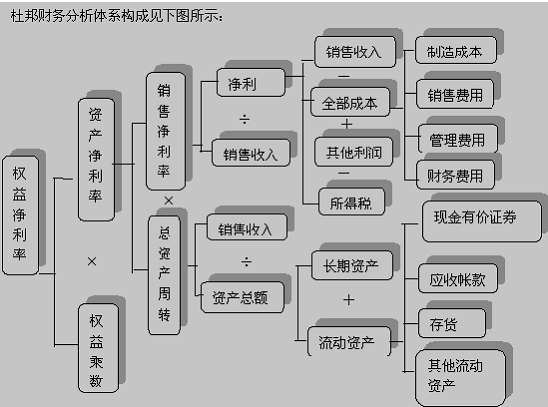 杜邦财务分析体系构成见下图所示：
权益净利率
×
资产净利率
权益乘数
销售净利率
×
总资产周转
净利
÷
销售收入
销售收入
÷
资产总额
销售收入
－
全部成本
＋
其他利润
－
所得税
长期资产
＋
流动资产
制造成本
销售费用
管理费用
财务费用
现金有价证券
应收帐款
存货
其他流动
资产